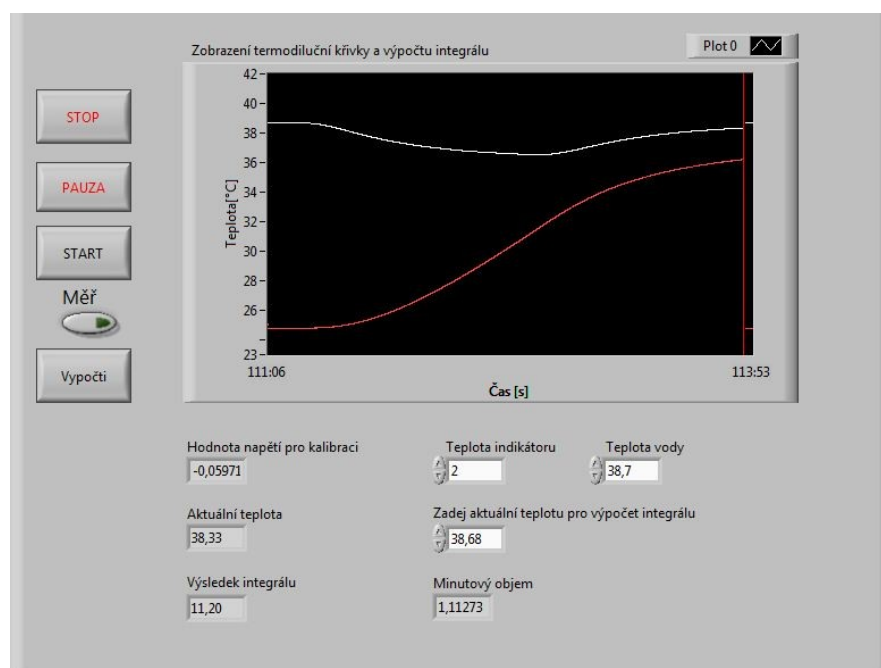 Zobrazení termodiluční křivky a výpočtu integrálu
Plot 0
STOP
PAUZA
START
Měř
Vypočti
Teplota[°C]
42
40
38
36
34
32
30
28
26
23
111:06
113:53
Čas [s]
Hodnota napětí pro kalibraci
-0,05971
Teplota indikátoru
2
Teplota vody
38,7
Aktuální teplota
38,33
Zadej aktuální teplotu pro výpočet integrálu
38,68
Výsledek integrálu
11,20
Minutový objem
1,11273